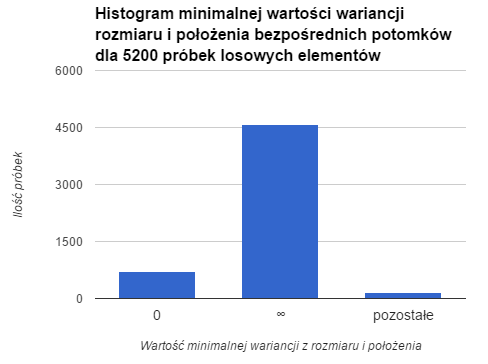 Histogram minimalnej wartości wariancji
rozmiaru i położenia bezpośrednich potomków
dla 5200 próbek losowych elementów
6000
4500
3000
1500
0
Ilość próbek
0 ∞ pozostałe
Wartość minimalnej wariancji z rozmiaru i położenia